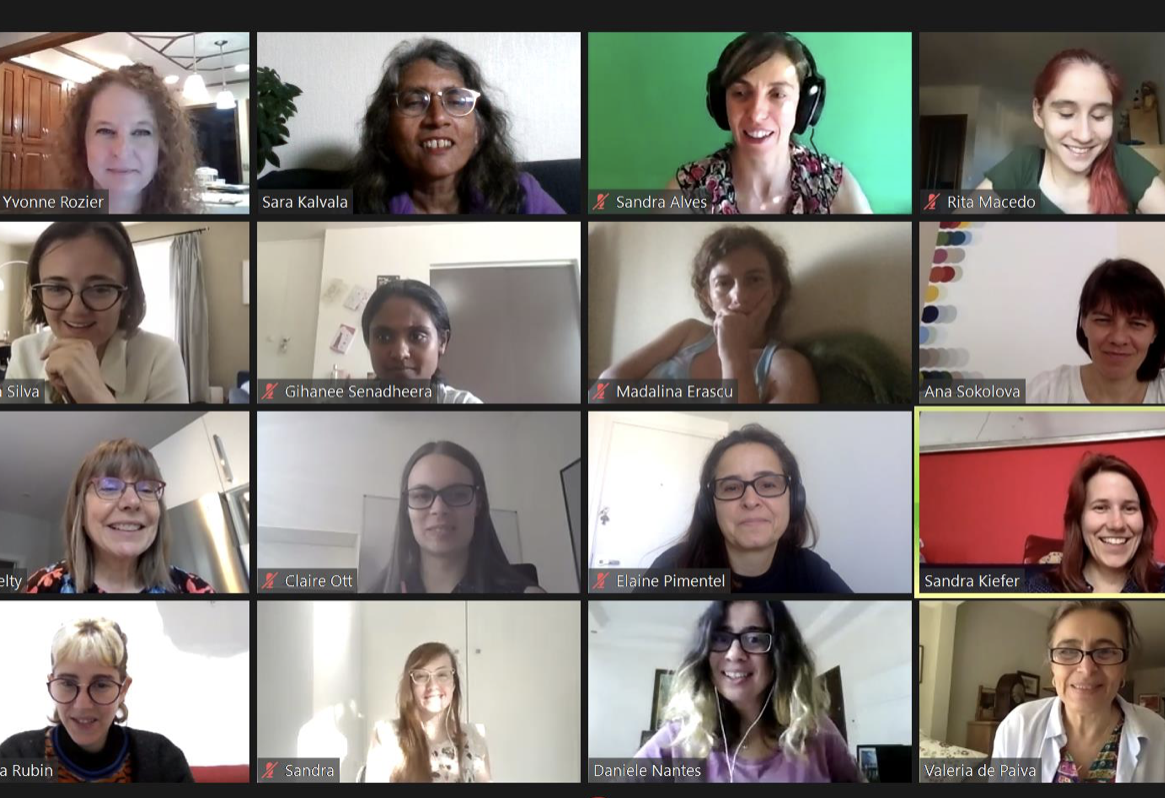 Yvonne Rozier
Sara Kalvala
Sandra Alves
Rita Macedo
Silva
Gihanee Senadheera
Madalina Erascu
Ana Sokolova
elty
Claire Ott
Elaine Pimentel
Sandra Kiefer
a Rubin
Sandra
Daniele Nantes
Valeria de Paiva